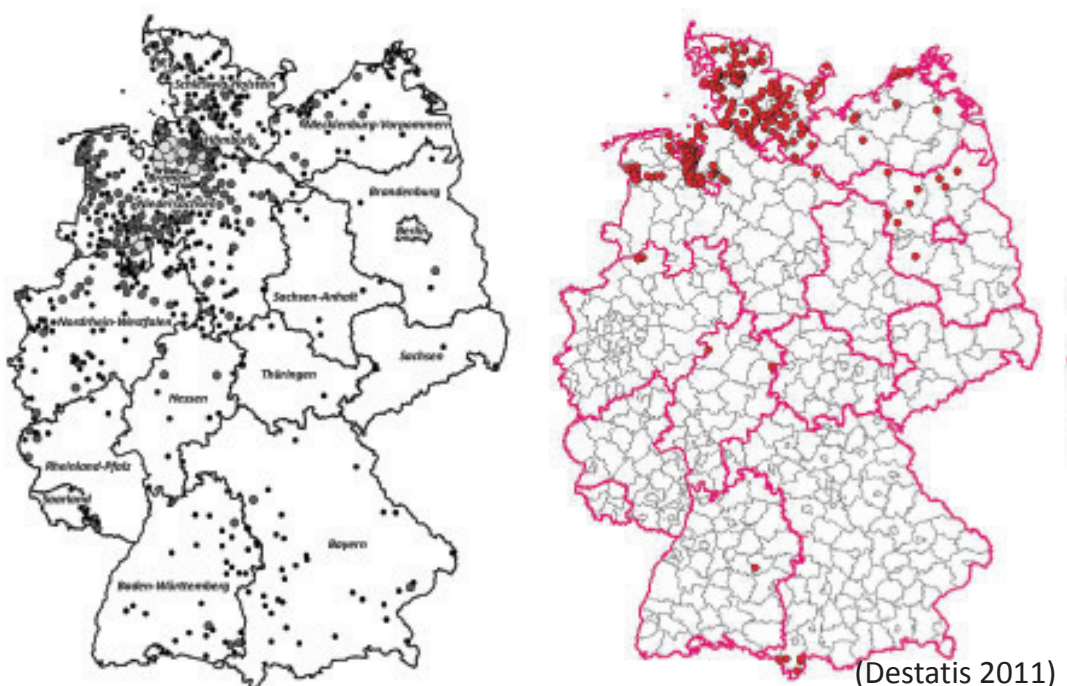 Schleswig-Holstein
Mecklenburg-Vorpommern
Hamburg
Brandenburg
Niedersachsen
Berlin
Sachsen-Anhalt
Nordrhein-Westfalen
Sachsen
Thüringen
Hessen
Rheinland-Pfalz
Saarland
Bayern
Baden-Württemberg
(Destatis 2011)